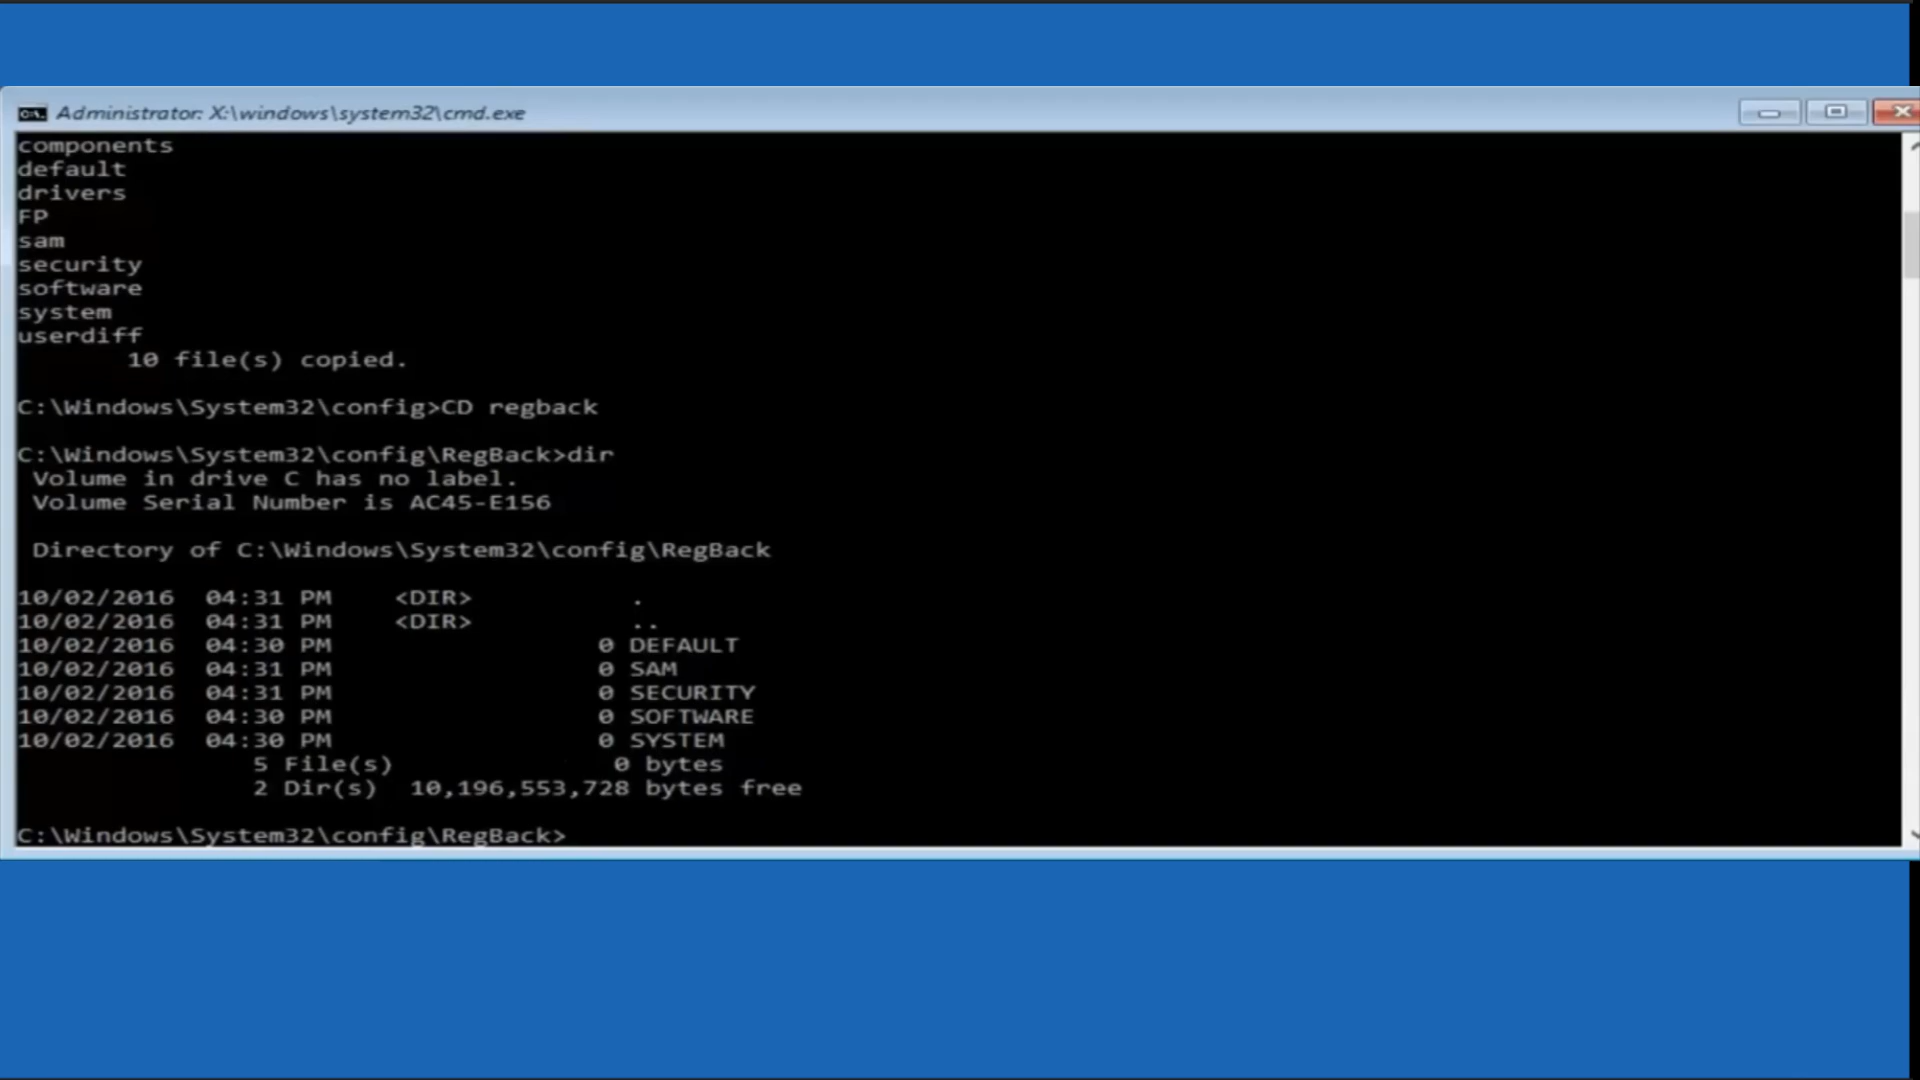 Administrator: X:\windows\system32\cmd.exe
components
default
drivers
FP
sam
security
software
system
userdiff
10 file(s) copied.
C:\Windows\System32\config>CD regback
C:\Windows\System32\config\RegBack>dir
Volume in drive C has no label.
Volume Serial Number is AC45-E156
Directory of C:\Windows\System32\config\RegBack
10/02/2016 04:31 PM <DIR> .
10/02/2016 04:31 PM <DIR> ..
10/02/2016 04:30 PM 0 DEFAULT
10/02/2016 04:31 PM 0 SAM
10/02/2016 04:31 PM 0 SECURITY
10/02/2016 04:30 PM 0 SOFTWARE
10/02/2016 04:30 PM 0 SYSTEM
5 File(s) 0 bytes
2 Dir(s) 10,196,553,728 bytes free
C:\Windows\System32\config\RegBack>